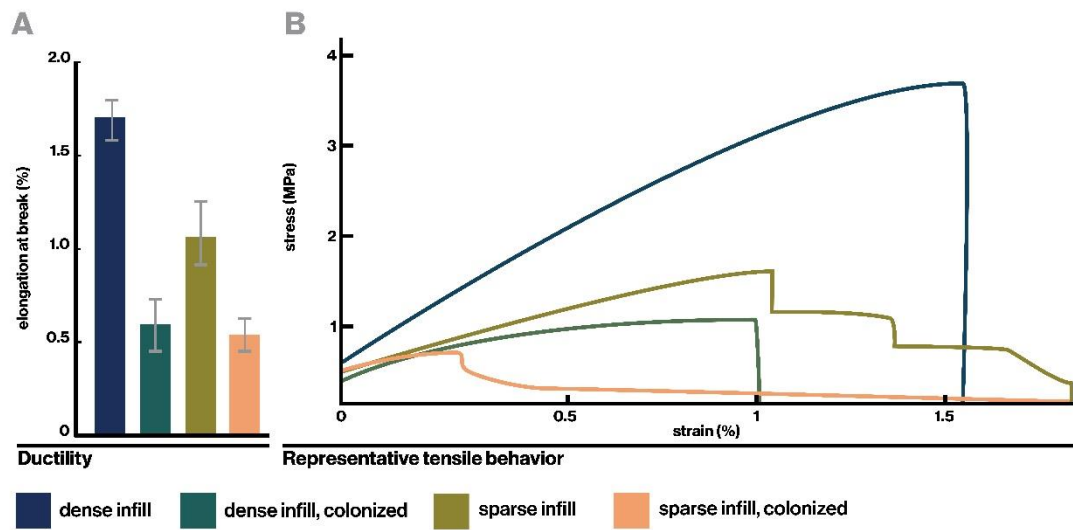 A
elongation at break (%)
2.0
1.5
1.0
0.5
0
Ductility
B
stress (MPa)
4
3
2
1
0
0.5
1
1.5
strain (%)
Representative tensile behavior
dense infill
dense infill, colonized
sparse infill
sparse infill, colonized